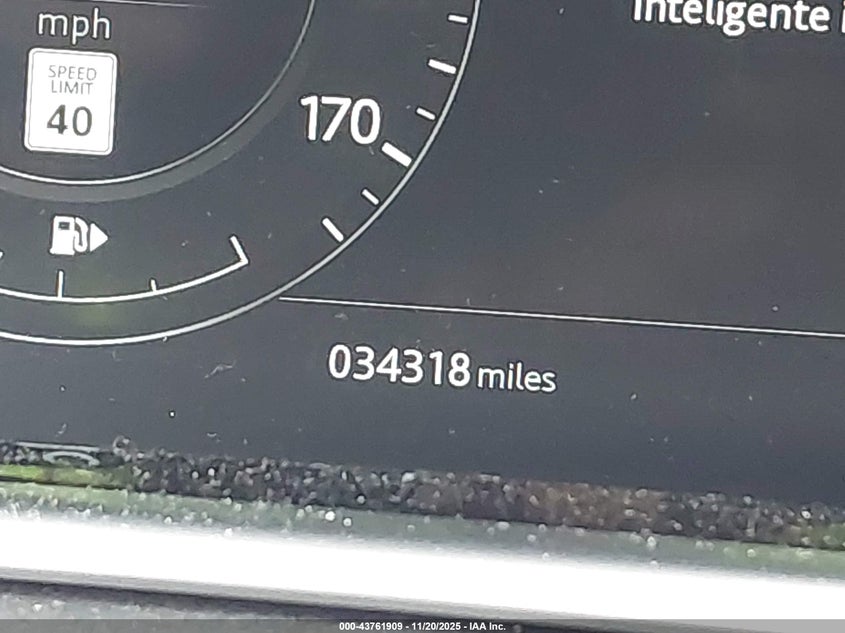 mph
Inteligente
SPEED
LIMIT
40
170
034318 miles
000-43761909 - 11/20/2025 - IAA Inc.